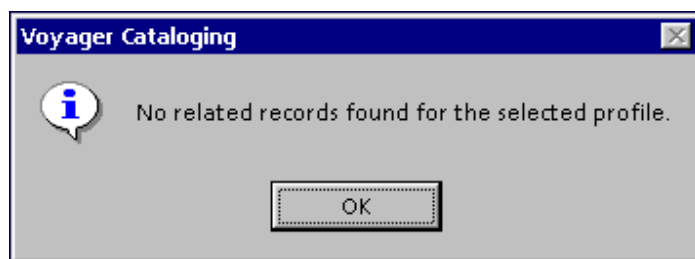 Voyager Cataloging
No related records found for the selected profile.
OK